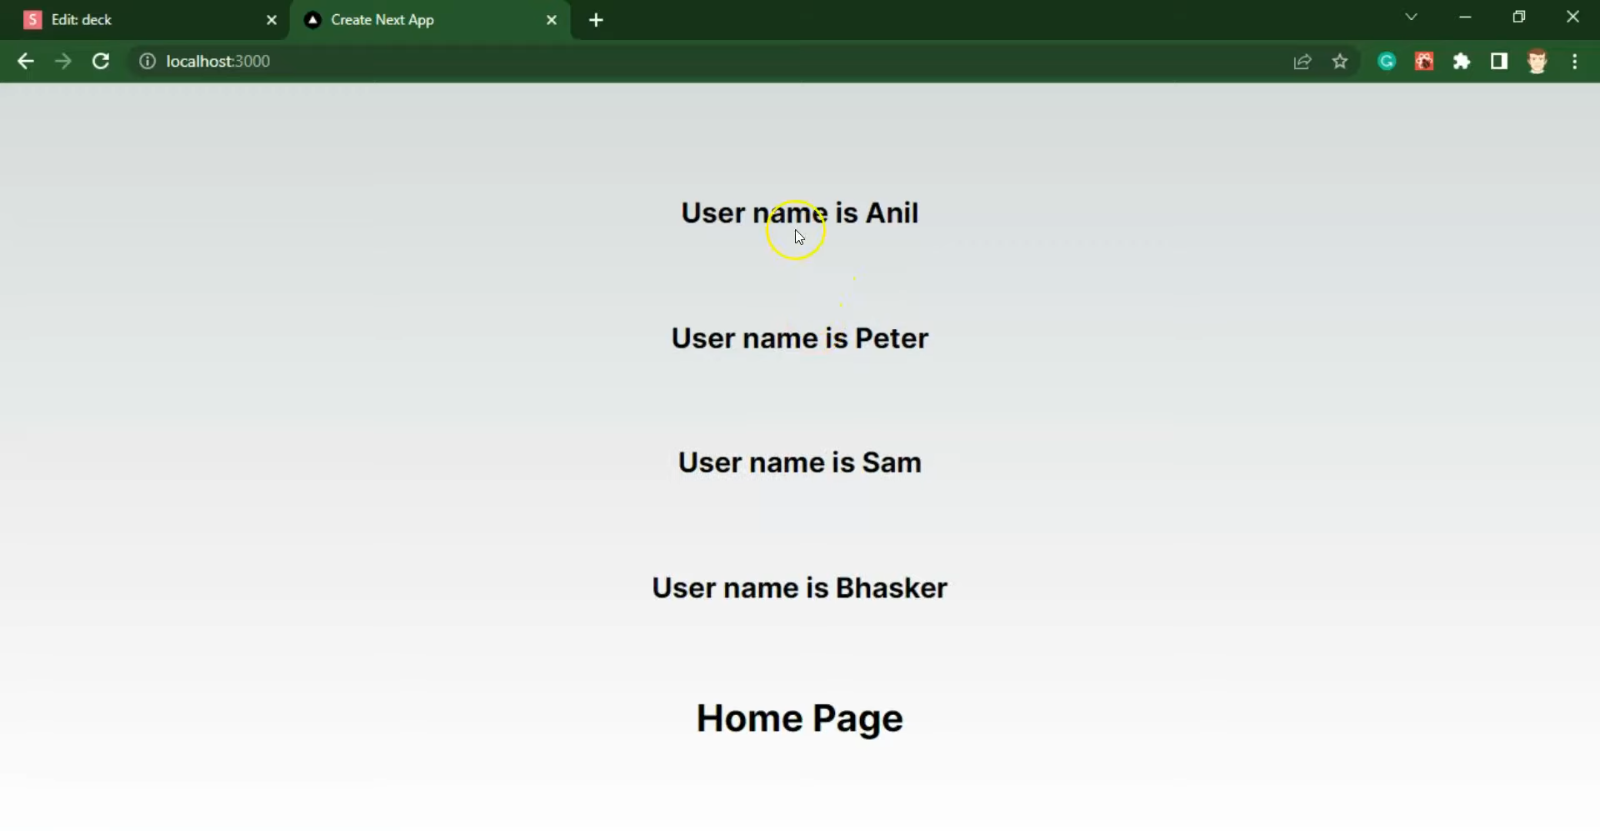 Edit: deck
Create Next App
localhost:3000
User name is Anil
User name is Peter
User name is Sam
User name is Bhasker
Home Page